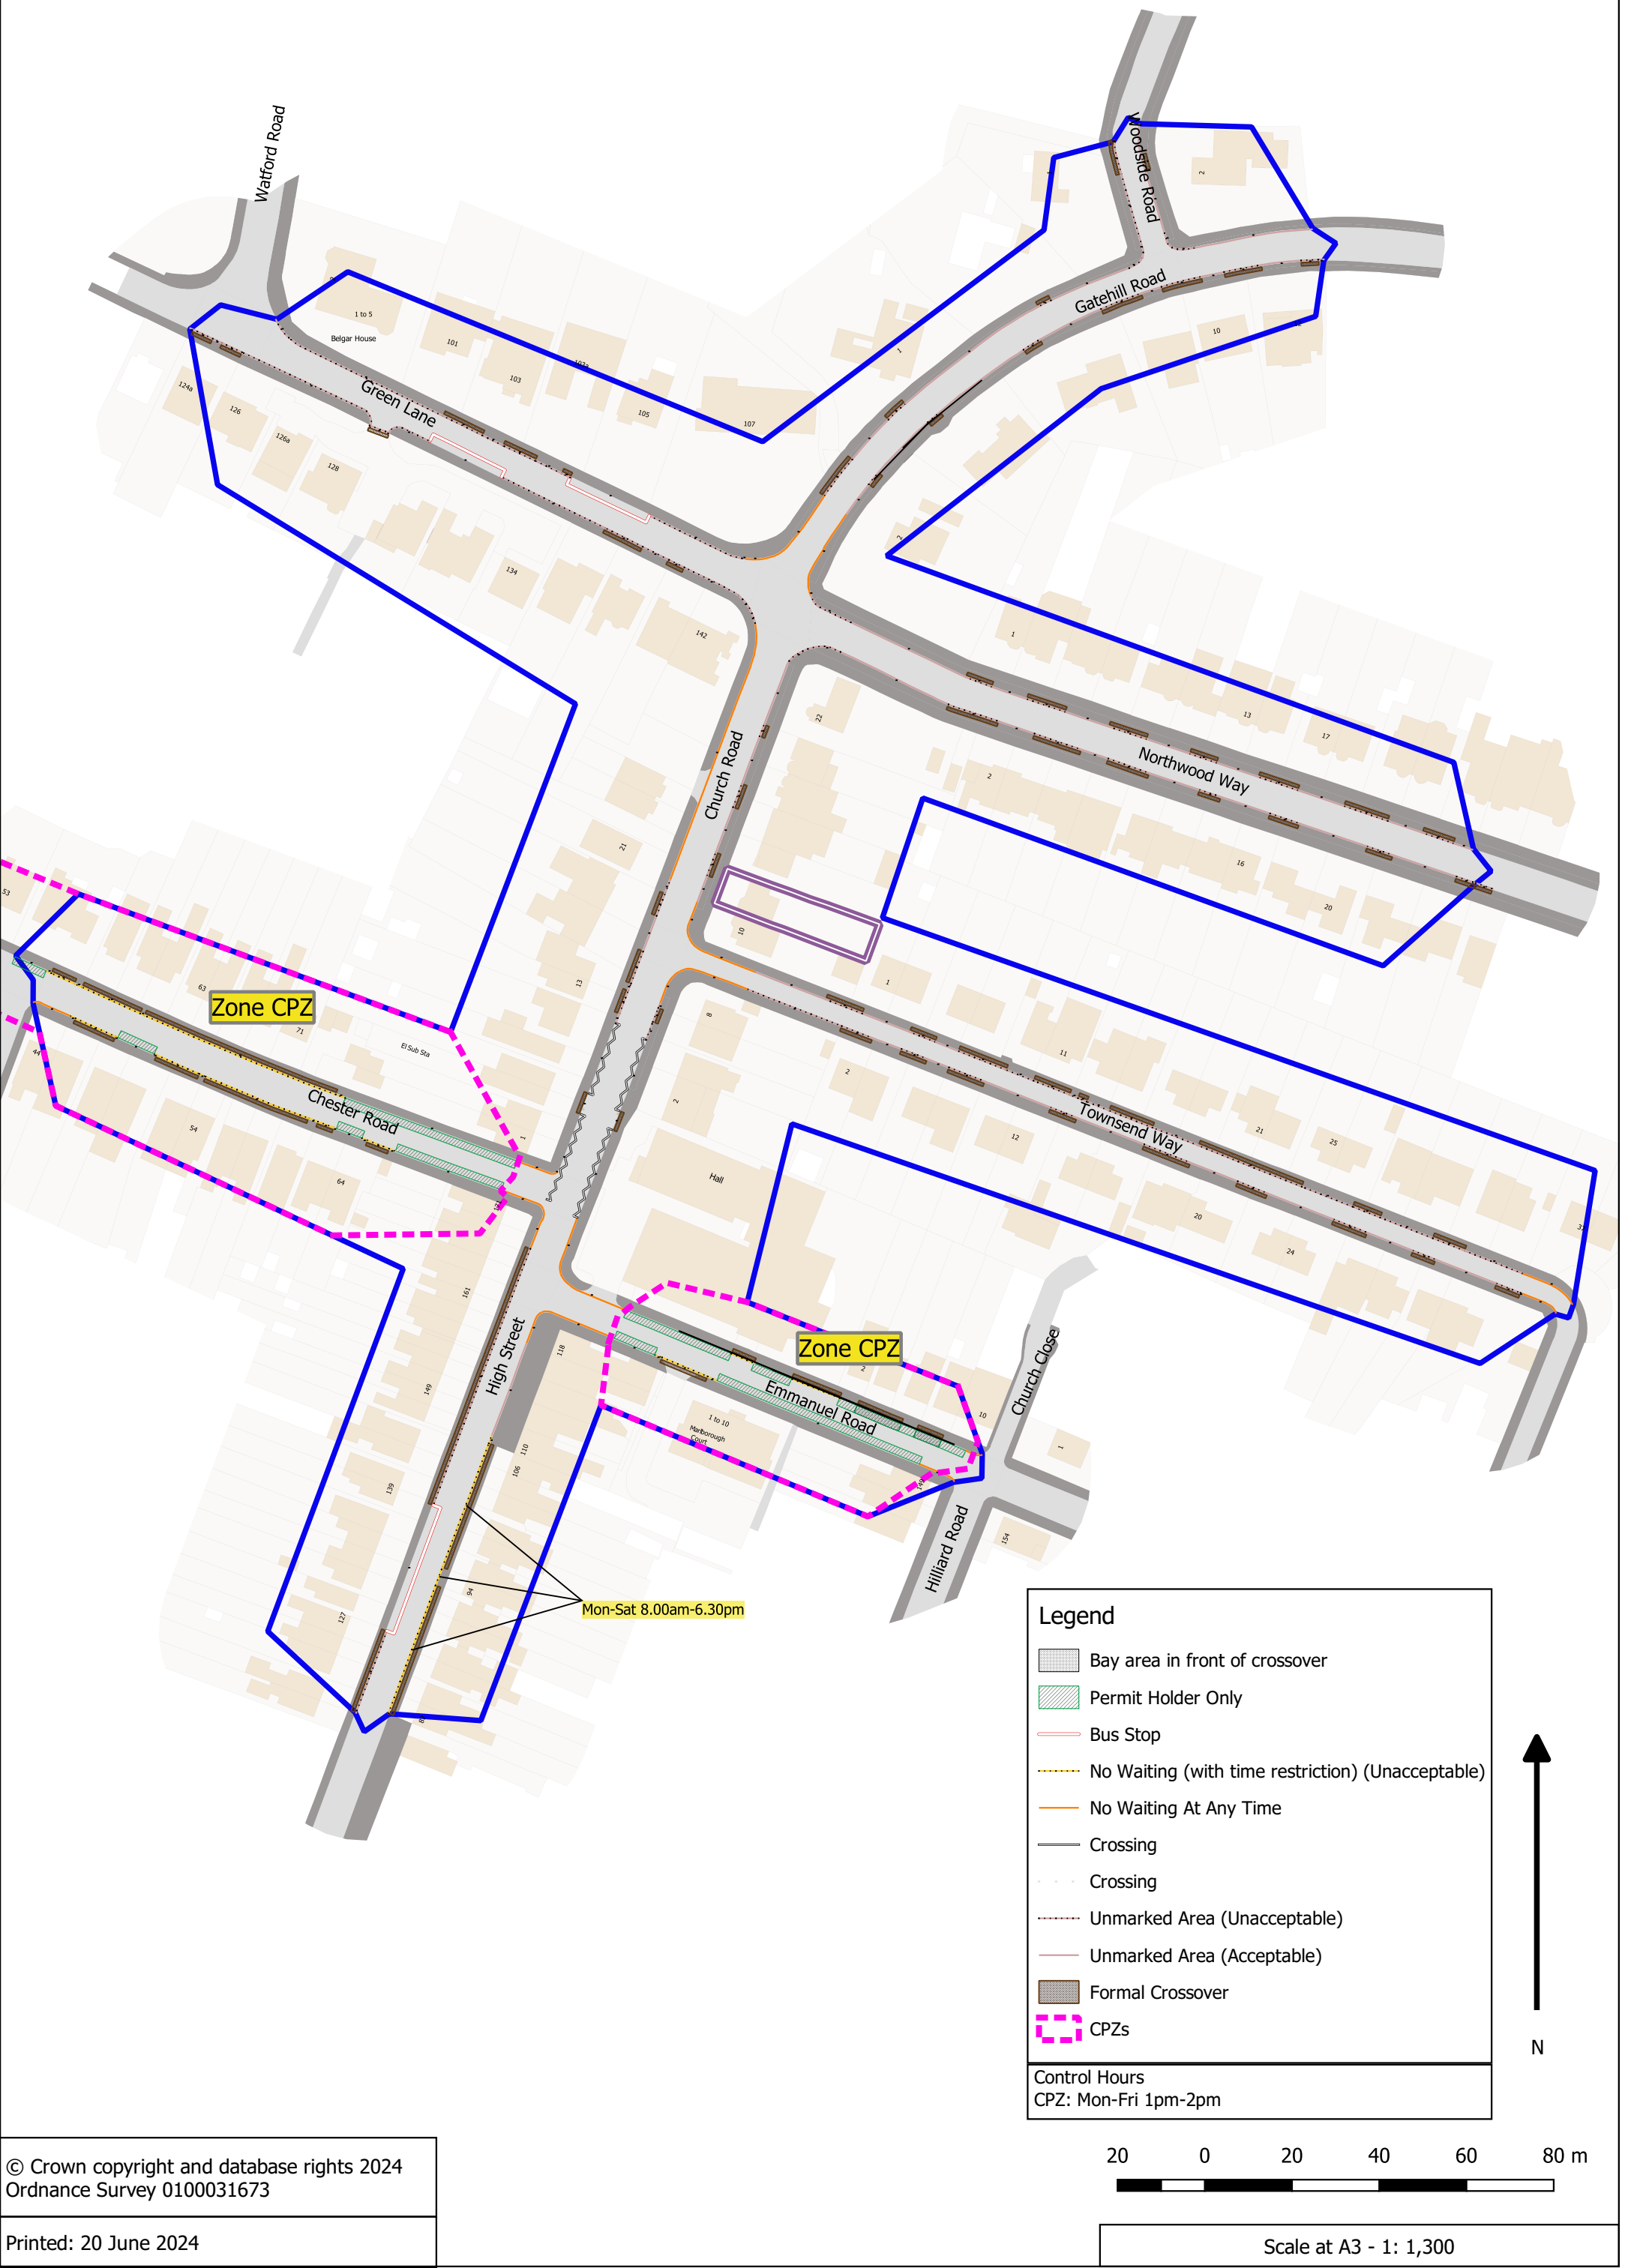 Watford Road
Woodside Road
2
Gatehill Road
1 to 5
Belgar House
101
103
105
107
1
10
124a
126
126a
128
Green Lane
134
142
2
1
13
17
Northwood Way
22
2
16
20
Church Road
21
13
10
1
11
21
25
Townsend Way
8
2
12
20
24
2
Hall
53
63
71
Zone CPZ
El Sub Sta
44
54
64
Chester Road
1
161
149
139
127
High Street
118
110
106
94
Zone CPZ
2
10
Emmanuel Road
1 to 10
Marlborough
Court
149
Church Close
1
154
Hilliard Road
Mon-Sat 8.00am-6.30pm
Legend
Bay area in front of crossover
Permit Holder Only
Bus Stop
No Waiting (with time restriction) (Unacceptable)
No Waiting At Any Time
Crossing
Crossing
Unmarked Area (Unacceptable)
Unmarked Area (Acceptable)
Formal Crossover
CPZs
Control Hours
CPZ: Mon-Fri 1pm-2pm
N
20 0 20 40 60 80 m
Scale at A3 - 1: 1,300
© Crown copyright and database rights 2024
Ordnance Survey 0100031673
Printed: 20 June 2024